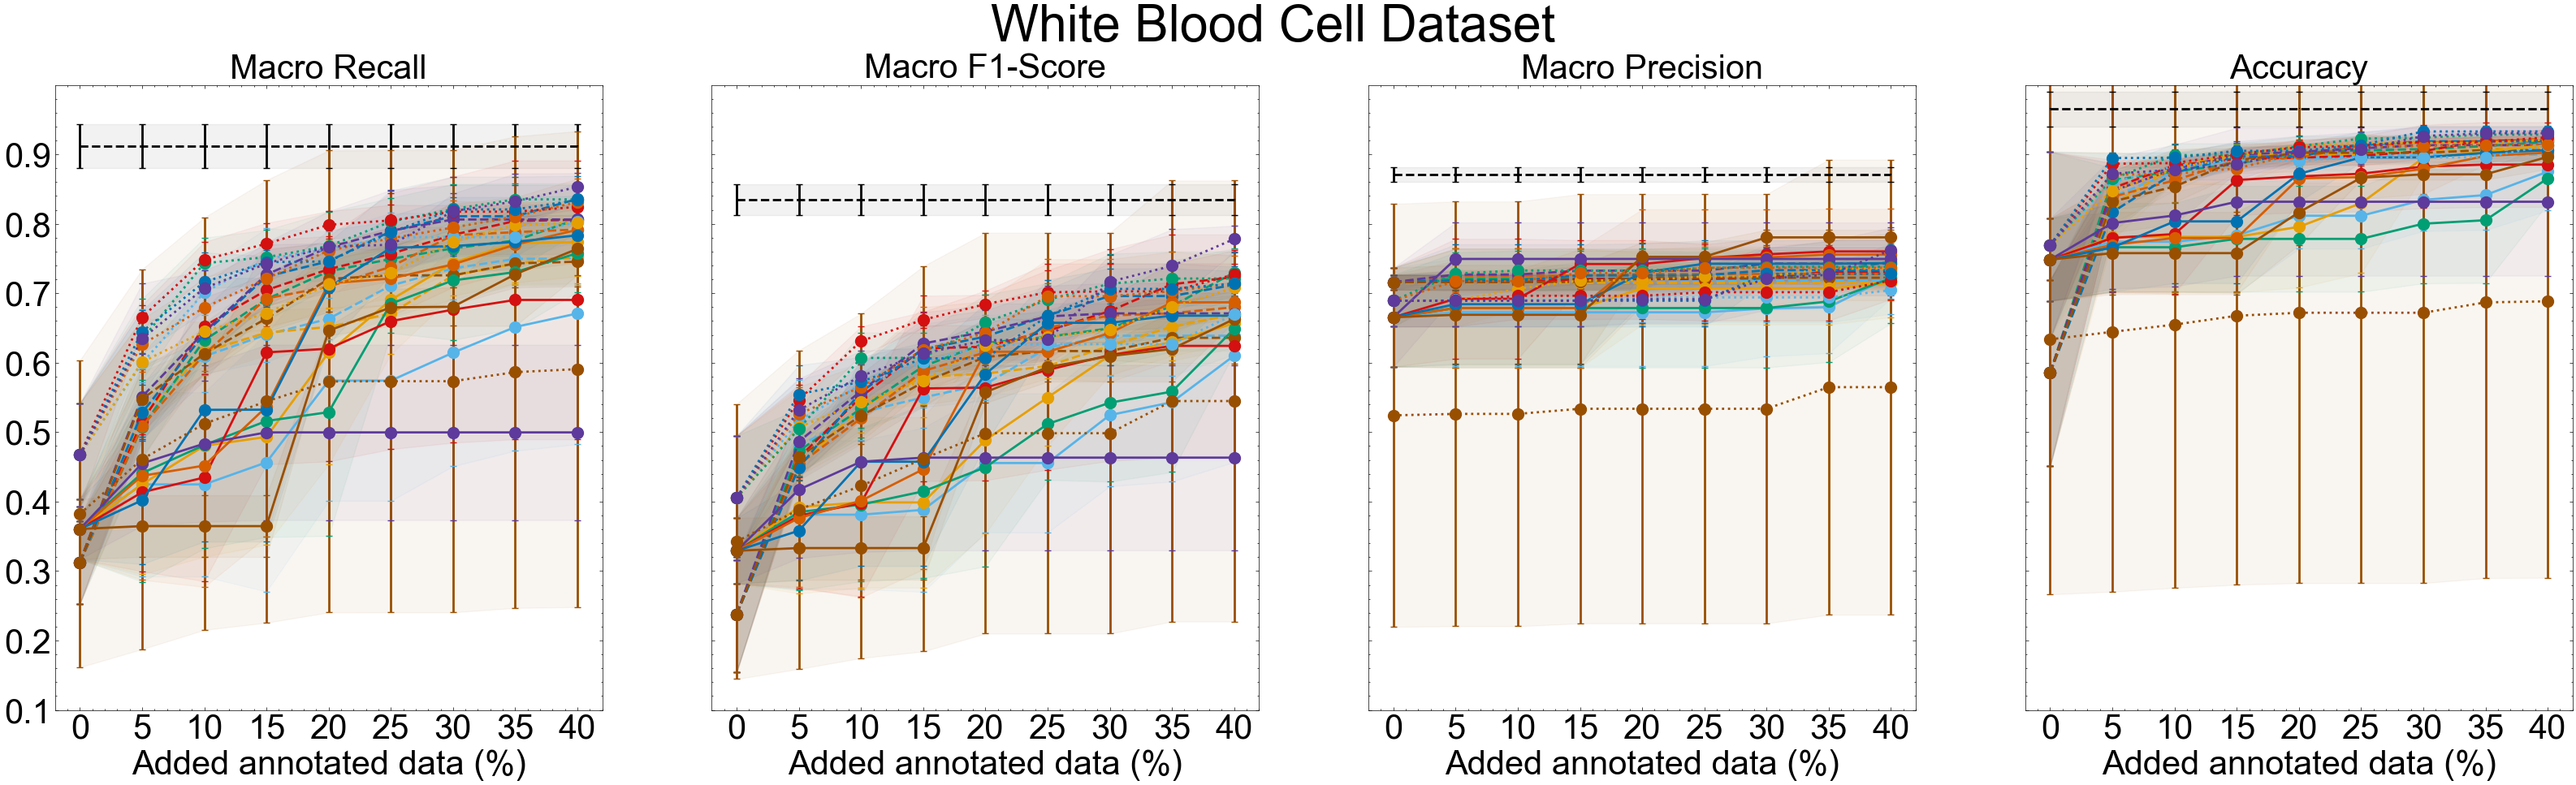 White Blood Cell Dataset
Macro Recall
Macro F1-Score
Macro Precision
Accuracy
0.9
0.8
0.7
0.6
0.5
0.4
0.3
0.2
0.1
0 5 10 15 20 25 30 35 40
0 5 10 15 20 25 30 35 40
0 5 10 15 20 25 30 35 40
0 5 10 15 20 25 30 35 40
Added annotated data (%)
Added annotated data (%)
Added annotated data (%)
Added annotated data (%)